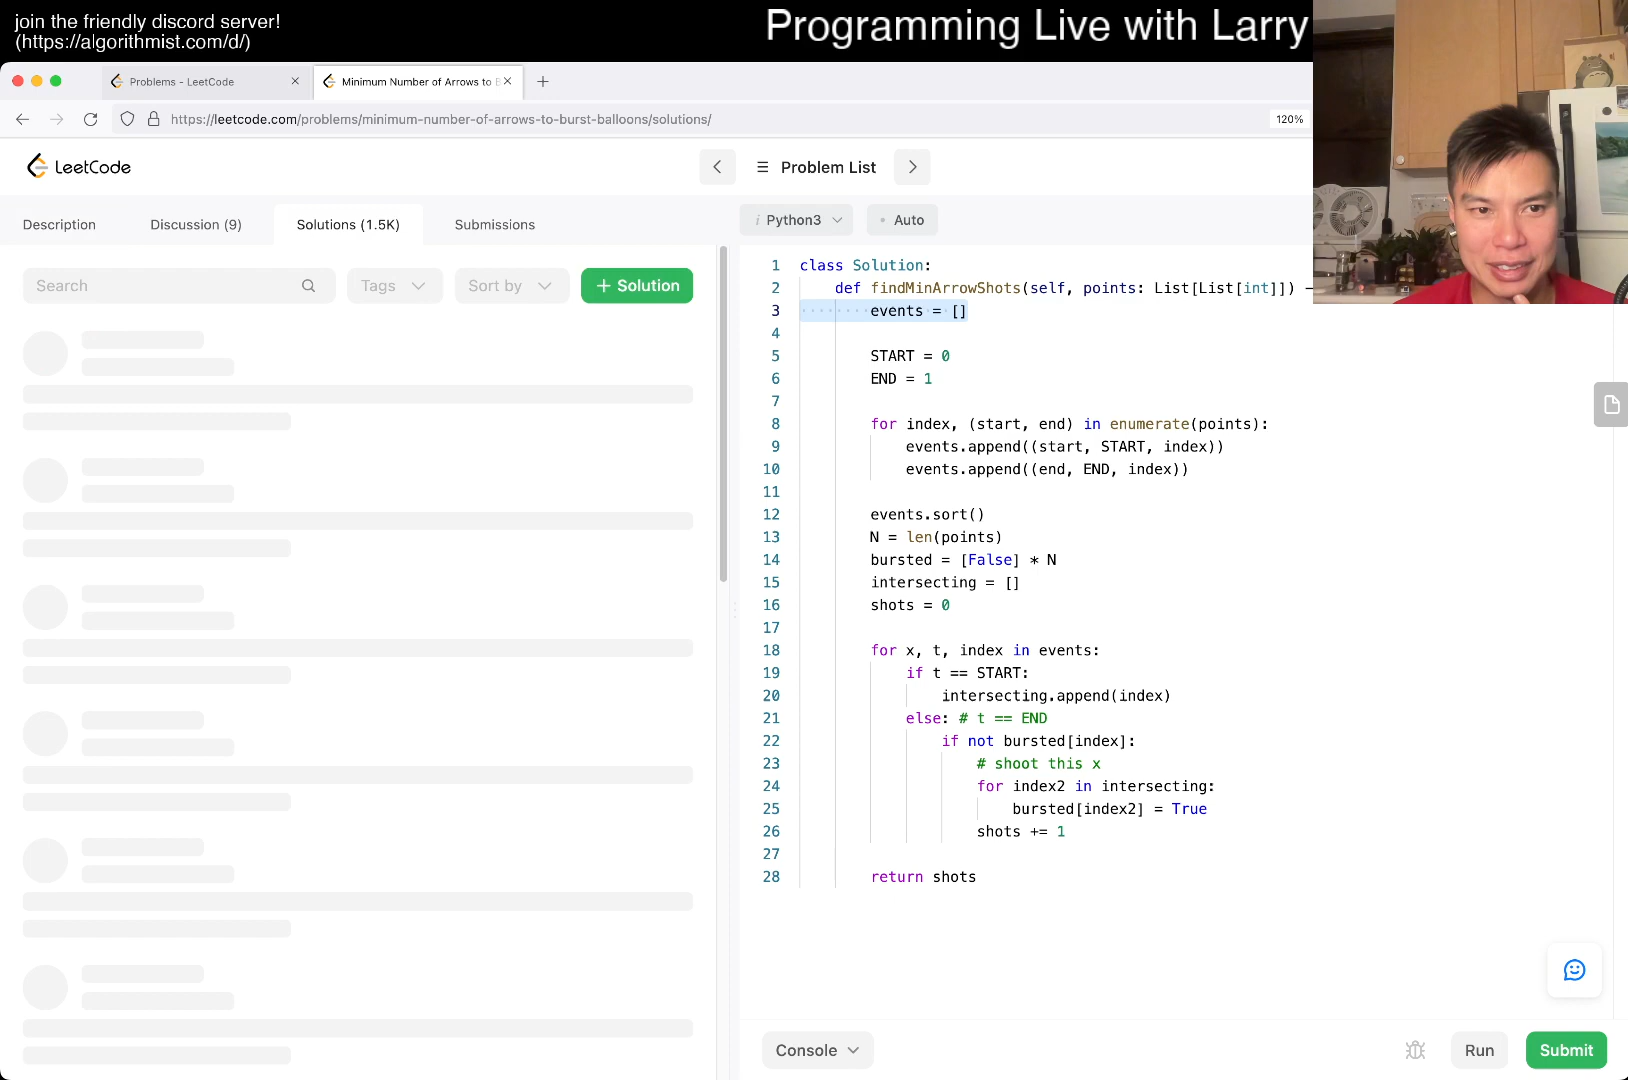 join the friendly discord server!
(https://algorithmist.com/d/)
Programming Live with Larry
Problems - LeetCode
Minimum Number of Arrows to B
https://leetcode.com/problems/minimum-number-of-arrows-to-burst-balloons/solutions/
120%
LeetCode
Problem List
Description
Discussion (9)
Solutions (1.5K)
Submissions
Search
Tags
Sort by
+ Solution
i Python3
• Auto
1 class Solution:
2 def findMinArrowShots(self, points: List[List[int]]) -
3 events = []
4
5 START = 0
6 END = 1
7
8 for index, (start, end) in enumerate(points):
9 events.append((start, START, index))
10 events.append((end, END, index))
11
12 events.sort()
13 N = len(points)
14 bursted = [False] * N
15 intersecting = []
16 shots = 0
17
18 for x, t, index in events:
19 if t == START:
20 intersecting.append(index)
21 else: # t == END
22 if not bursted[index]:
23 # shoot this x
24 for index2 in intersecting:
25 bursted[index2] = True
26 shots += 1
27
28 return shots
Console
Run
Submit